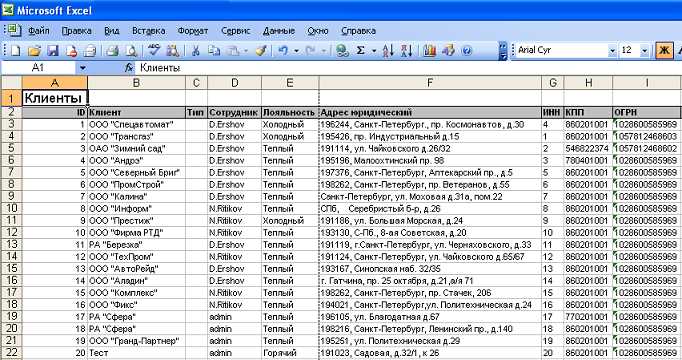 Microsoft Excel
Файл Правка Вид Вставка Формат Сервис Данные Окно Справка
Arial Cyr 12 Ж
A1 fx Клиенты
A B C D E F G H I
1 Клиенты
2 ID Клиент Тип Сотрудник Лояльность Адрес юридический ИНН КПП ОГРН
3 1 ООО "Спецавтомат" D.Ershov Холодный 196244, Санкт-Петербург., пр. Космонавтов, д.30 4 860201001 1028600585969
4 2 ООО "Трансгаз" D.Ershov Холодный 195426, пр. Индустриальный д.15 1 860201001 1057812468603
5 3 ОАО "Зимний сад" D.Ershov Теплый 191114, ул. Чайковского д.26/32 2 546822374 1057812468602
6 4 ООО "Андрэ" D.Ershov Теплый 195196, Малоохтинский пр. 98 3 780401001 1028600585969
7 5 ООО "Северный Бриг" D.Ershov Теплый 197376, Санкт-Петербург, Аптекарский пр., д.5 5 860201001 1028600585969
8 6 ООО "ПромСтрой" D.Ershov Теплый 198262, Санкт-Петербург, пр. Ветеранов, д.55 6 860201001 1028600585969
9 7 ООО "Калина" D.Ershov Теплый Санкт-Петербург, ул. Моховая д.31а, пом.22 7 860201001 1028600585969
10 8 ООО "Информ" N.Ritikov Теплый СПб, Серебристый б-р, д.26 8 860201001 1028600585969
11 9 ООО "Престиж" N.Ritikov Холодный 191186, ул. Большая Морская, д.24 9 860201001 1028600585969
12 10 ООО "Фирма РТД" N.Ritikov Теплый 193130, С-Пб., 8-ая Советская, д.20 10 860201001 1028600585969
13 11 РА "Березка" D.Ershov Теплый 191119, г.Санкт-Петербург, ул. Черняховского, д.33 11 860201001 1028600585969
14 12 ООО "ТехПром" D.Ershov Теплый 191124, Санкт-Петербург, ул. Чайковского д.65/67 12 860201001 1028600585969
15 13 ООО "АвтоРейд" D.Ershov Теплый 193167, Синопская наб. 32/35 13 860201001 1028600585969
16 14 ООО "Аладин" D.Ershov Теплый г. Гатчина, пр. 25 октября, д.21,а/я 71 14 860201001 1028600585969
17 15 ООО "Комплекс" N.Ritikov Теплый 198262, Санкт-Петербург, пр. Стачек, 206 15 860201001 1028600585969
18 16 ООО "Фикс" N.Ritikov Теплый 194021, Санкт-Петербург,ул. Политехническая д.24 16 860201001 1028600585969
19 17 РА "Сфера" admin Теплый 196105, ул. Благодатная д.67 17 770201001 1028600585969
20 18 РА "Сфера" admin Теплый 198216, Санкт-Петербург, Ленинский пр., д.140 18 860201001 1028600585969
21 19 ООО "Гранд-Партнер" admin Теплый 195251, ул. Политехническая д.29 19 860201001 1028600585969
22 20 Тест admin Горячий 191023, Садовая, д.32/1, к 26 20 860201001 1028600585969